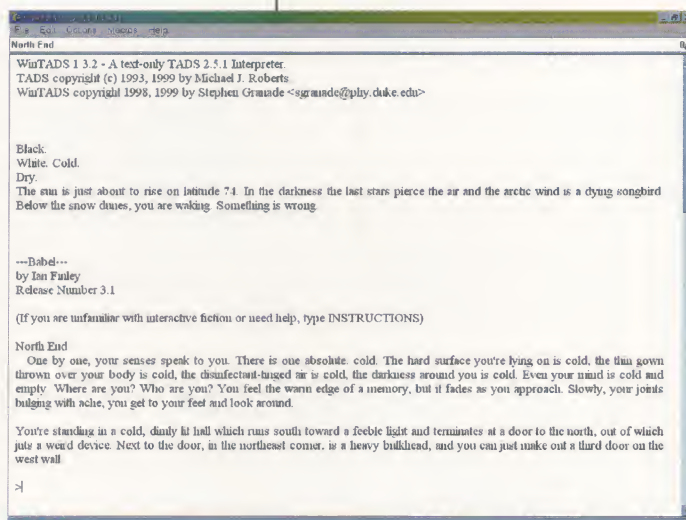 File Edit Options Macros Help
North End
WinTADS 1 3.2 - A text-only TADS 2.5.1 Interpreter.
TADS copyright (c) 1993, 1999 by Michael J. Roberts
WinTADS copyright 1998, 1999 by Stephen Granade <sgranade@phy.duke.edu>
Black.
White. Cold.
Dry.
The sun is just about to rise on latitude 74. In the darkness the last stars pierce the air and the arctic wind is a dying songbird
Below the snow dunes, you are waking. Something is wrong.
---Babel---
by Ian Finley
Release Number 3.1
(If you are unfamiliar with interactive fiction or need help, type INSTRUCTIONS)
North End
One by one, your senses speak to you. There is one absolute. cold. The hard surface you're lying on is cold, the thin gown
thrown over your body is cold, the disinfectant-tinged air is cold, the darkness around you is cold. Even your mind is cold and
empty. Where are you? Who are you? You feel the warm edge of a memory, but it fades as you approach. Slowly, your joints
bulging with ache, you get to your feet and look around.
You're standing in a cold, dimly lit hall which runs south toward a feeble light and terminates at a door to the north, out of which
juts a weird device. Next to the door, in the northeast corner, is a heavy bulkhead, and you can just make out a third door on the
west wall
>